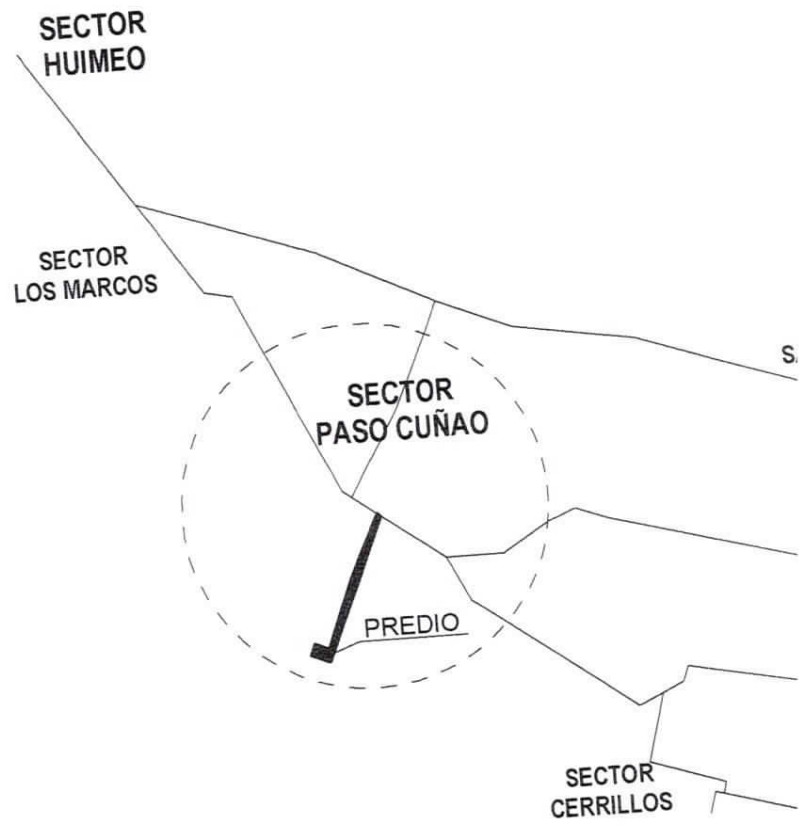 SECTOR
HUIMEO
SECTOR
LOS MARCOS
SECTOR
PASO CUÑAO
PREDIO
SECTOR
CERRILLOS